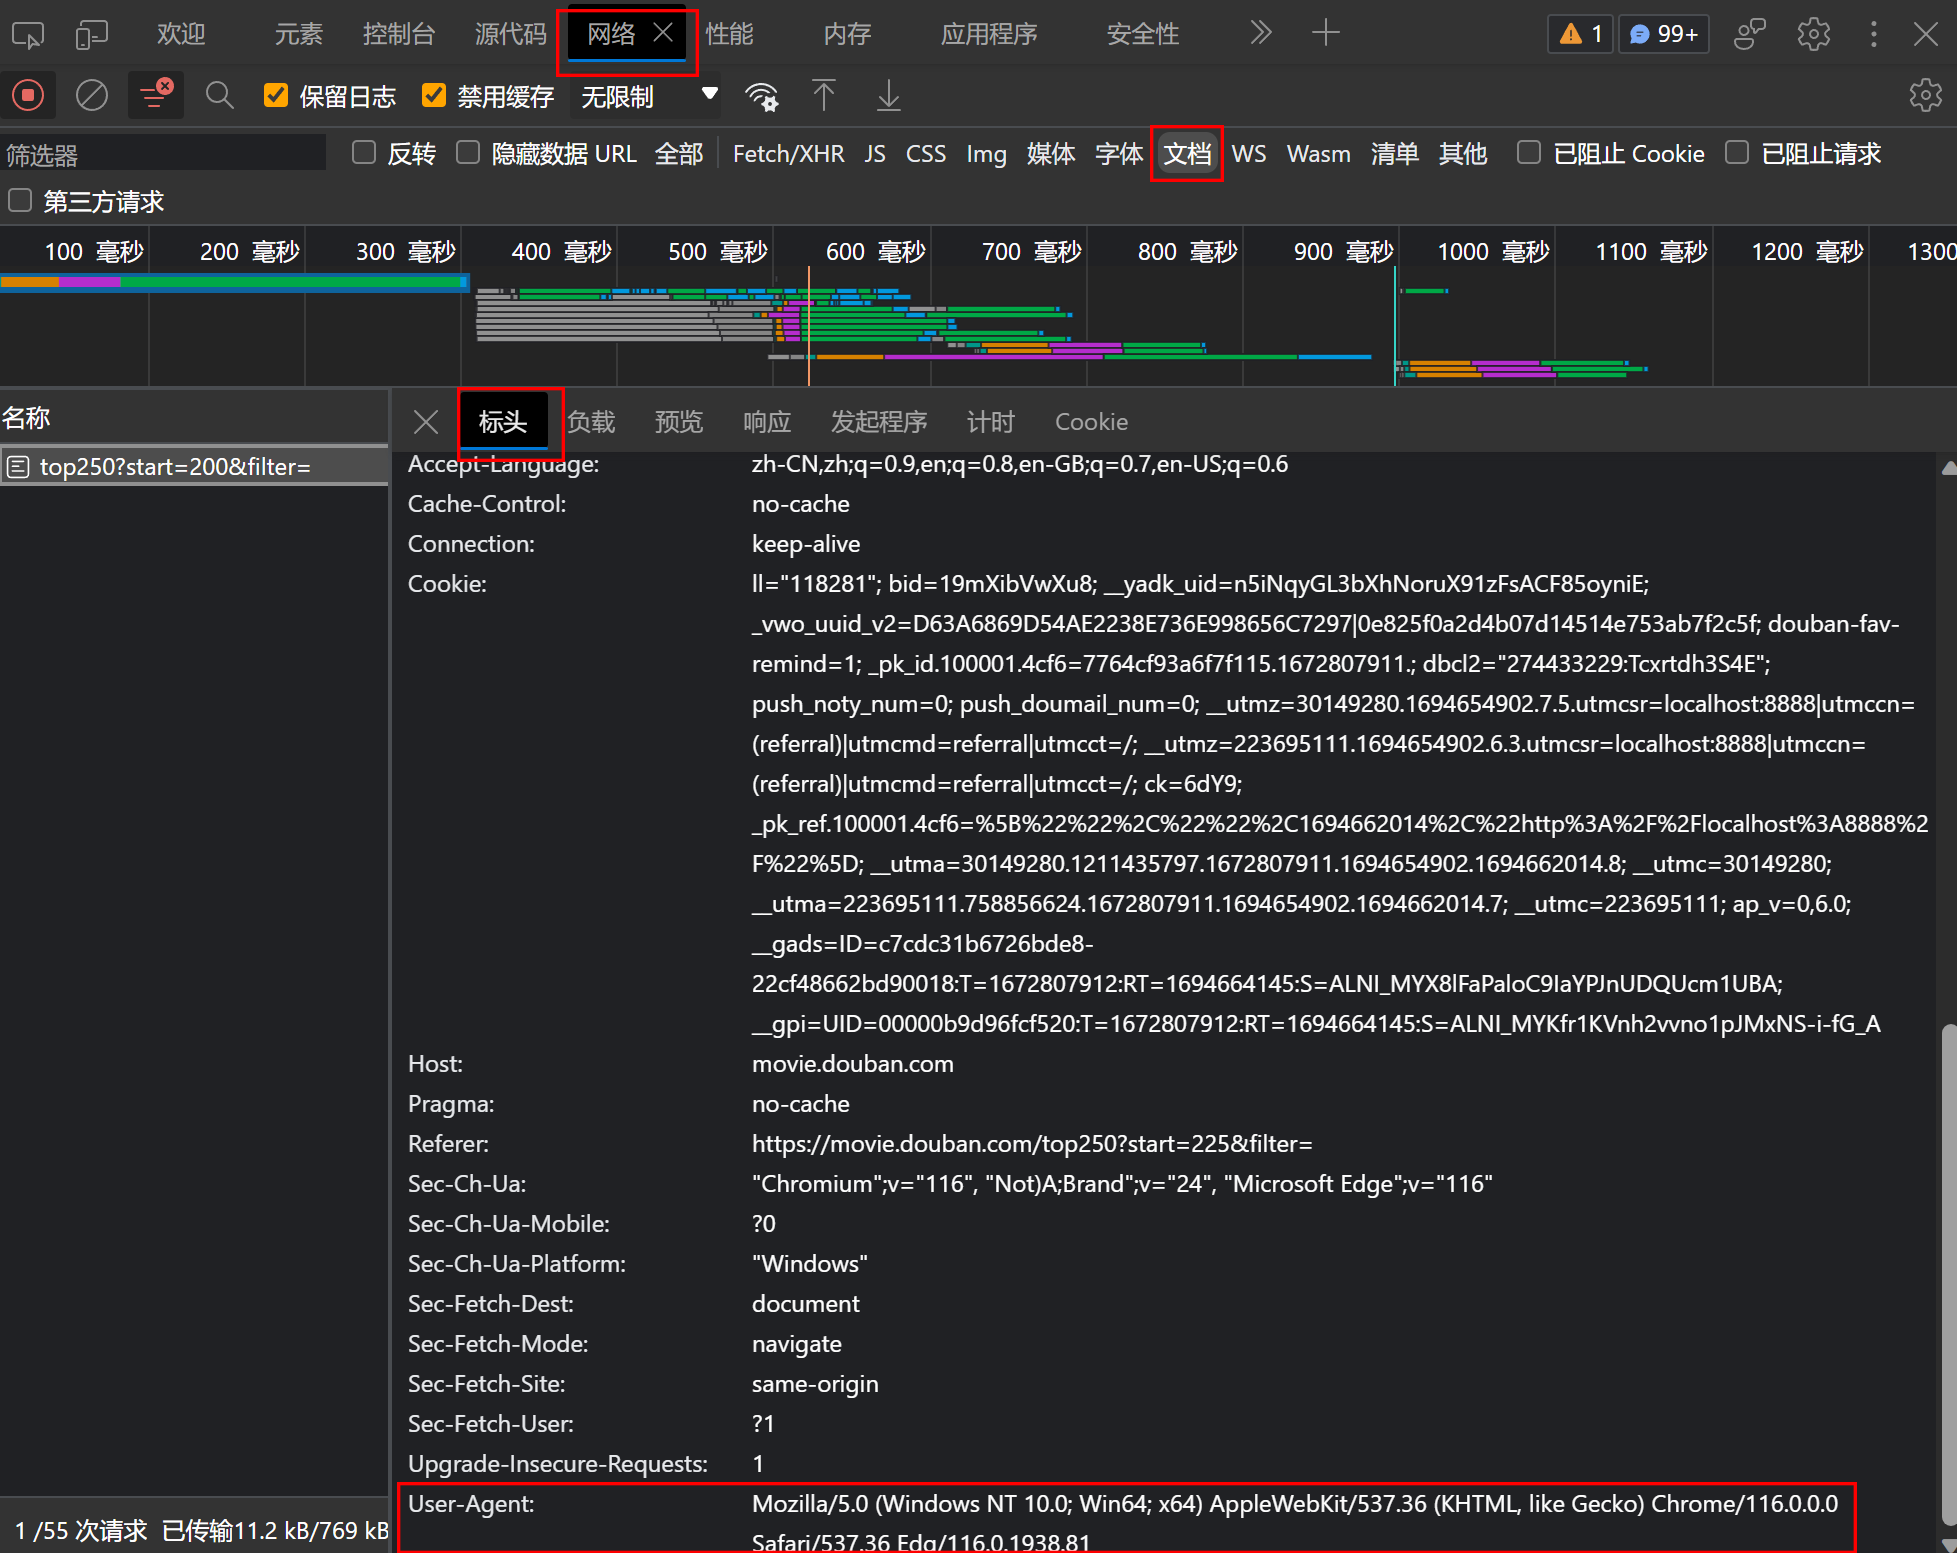 欢迎 元素 控制台 源代码 网络 性能 内存 应用程序 安全性 1 99+
保留日志 禁用缓存 无限制
筛选器 反转 隐藏数据 URL 全部 Fetch/XHR JS CSS Img 媒体 字体 文档 WS Wasm 清单 其他 已阻止 Cookie 已阻止请求
第三方请求
100 毫秒 200 毫秒 300 毫秒 400 毫秒 500 毫秒 600 毫秒 700 毫秒 800 毫秒 900 毫秒 1000 毫秒 1100 毫秒 1200 毫秒 1300
名称 标头 负载 预览 响应 发起程序 计时 Cookie
top250?start=200&filter=
Accept-Language: zh-CN,zh;q=0.9,en;q=0.8,en-GB;q=0.7,en-US;q=0.6
Cache-Control: no-cache
Connection: keep-alive
Cookie: ll="118281"; bid=19mXibVwXu8; __yadk_uid=n5iNqyGL3bXhNoruX91zFsACF85oyniE;
_vwo_uuid_v2=D63A6869D54AE2238E736E998656C7297|0e825f0a2d4b07d14514e753ab7f2c5f; douban-fav-
remind=1; _pk_id.100001.4cf6=7764cf93a6f7f115.1672807911.; dbcl2="274433229:Tcxrtdh3S4E";
push_noty_num=0; push_doumail_num=0; __utmz=30149280.1694654902.7.5.utmcsr=localhost:8888|utmccn=
(referral)|utmcmd=referral|utmcct=/; __utmz=223695111.1694654902.6.3.utmcsr=localhost:8888|utmccn=
(referral)|utmcmd=referral|utmcct=/; ck=6dY9;
_pk_ref.100001.4cf6=%5B%22%22%2C%22%22%2C1694662014%2C%22http%3A%2F%2Flocalhost%3A8888%2
F%22%5D; __utma=30149280.1211435797.1672807911.1694654902.1694662014.8; __utmc=30149280;
__utma=223695111.758856624.1672807911.1694654902.1694662014.7; __utmc=223695111; ap_v=0,6.0;
__gads=ID=c7cdc31b6726bde8-
22cf48662bd90018:T=1672807912:RT=1694664145:S=ALNI_MYX8lFaPaloC9IaYPJnUDQUcm1UBA;
__gpi=UID=00000b9d96fcf520:T=1672807912:RT=1694664145:S=ALNI_MYKfr1KVnh2vvno1pJMxNS-i-fG_A
Host: movie.douban.com
Pragma: no-cache
Referer: https://movie.douban.com/top250?start=225&filter=
Sec-Ch-Ua: "Chromium";v="116", "Not)A;Brand";v="24", "Microsoft Edge";v="116"
Sec-Ch-Ua-Mobile: ?0
Sec-Ch-Ua-Platform: "Windows"
Sec-Fetch-Dest: document
Sec-Fetch-Mode: navigate
Sec-Fetch-Site: same-origin
Sec-Fetch-User: ?1
Upgrade-Insecure-Requests: 1
User-Agent: Mozilla/5.0 (Windows NT 10.0; Win64; x64) AppleWebKit/537.36 (KHTML, like Gecko) Chrome/116.0.0.0
Safari/537.36 Edg/116.0.1938.81
1 /55 次请求 已传输11.2 kB/769 kB